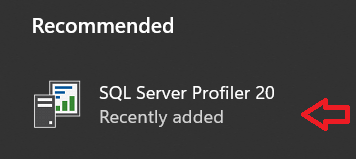 Recommended
SQL Server Profiler 20
Recently added